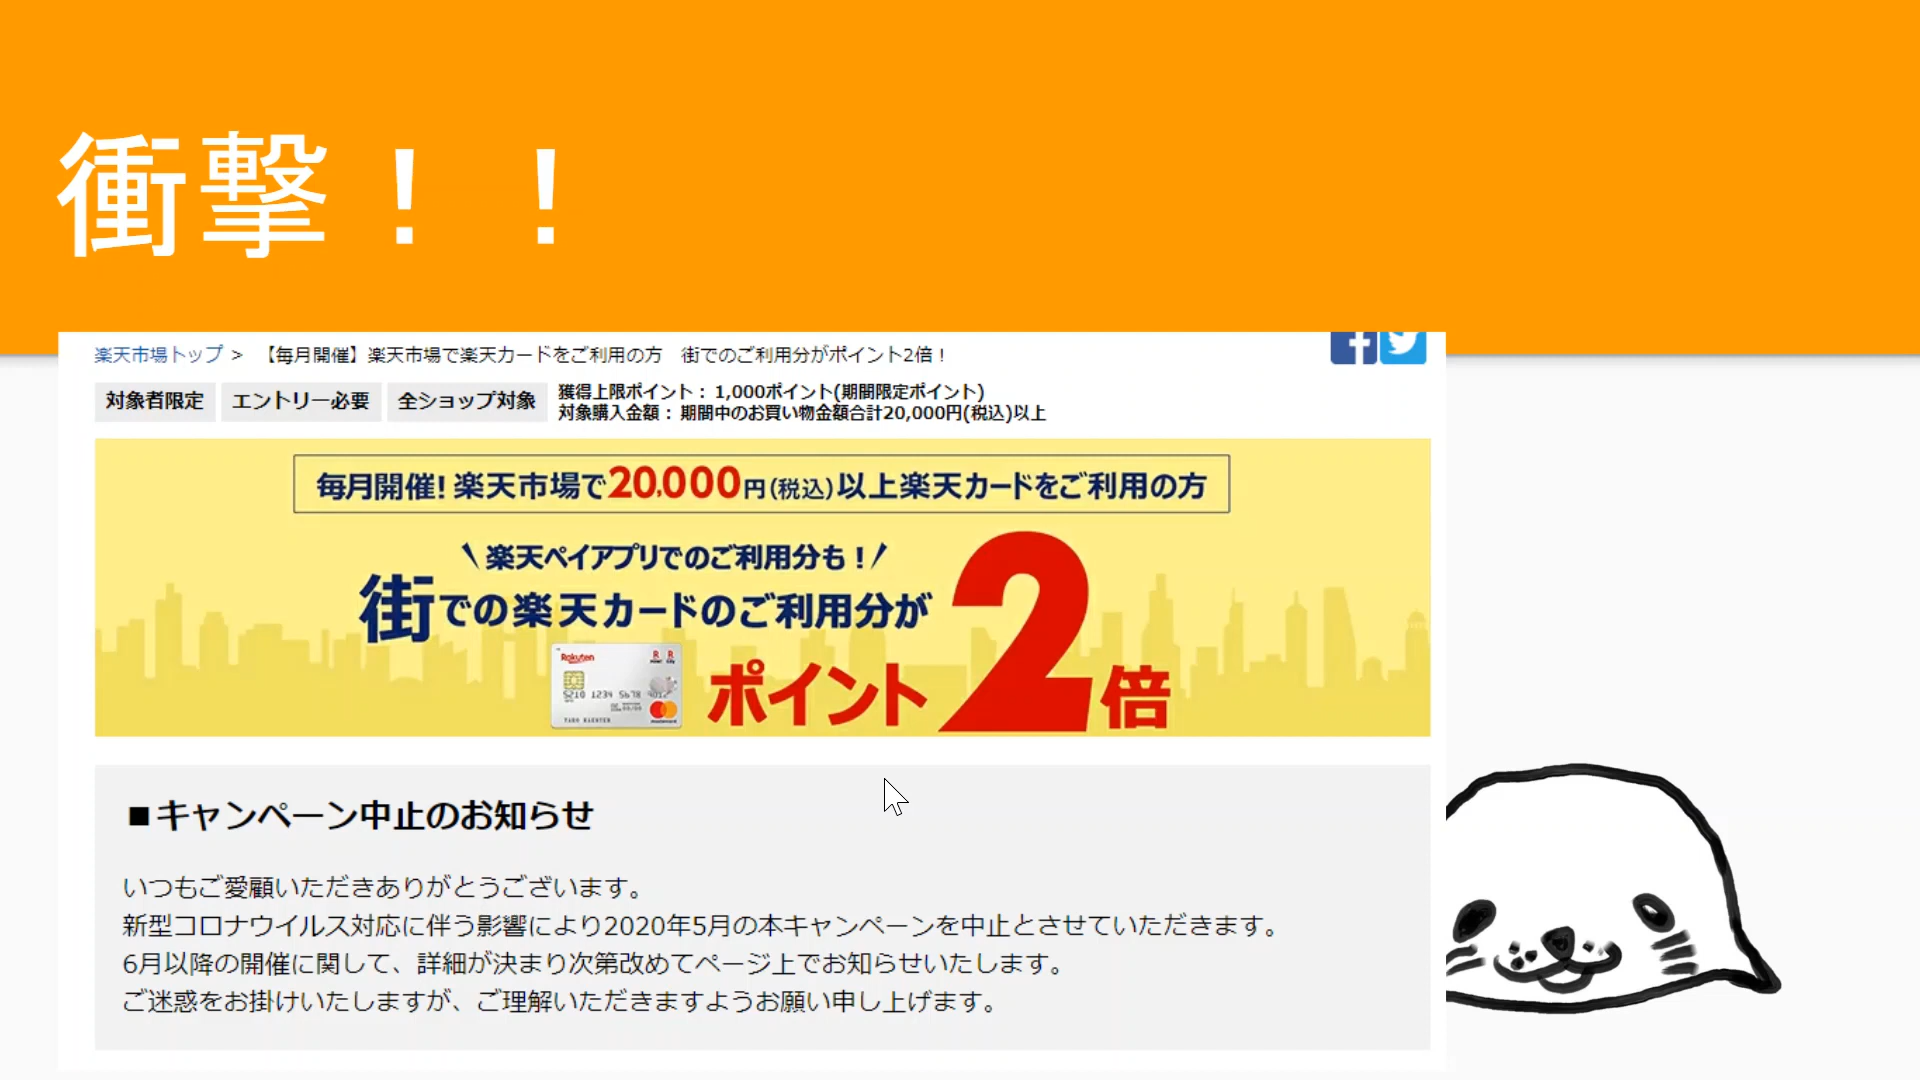 衝撃！！
楽天市場トップ > 【毎月開催】楽天市場で楽天カードをご利用の方 街でのご利用分がポイント2倍！
対象者限定 エントリー必要 全ショップ対象
獲得上限ポイント： 1,000ポイント(期間限定ポイント)
対象購入金額： 期間中のお買い物金額合計20,000円(税込)以上
毎月開催! 楽天市場で20,000円(税込)以上楽天カードをご利用の方
\ 楽天ペイアプリでのご利用分も！/
街での楽天カードのご利用分が
ポイント2倍
Rakuten
5210 1234 5678
■キャンペーン中止のお知らせ
いつもご愛顧いただきありがとうございます。
新型コロナウイルス対応に伴う影響により2020年5月の本キャンペーンを中止とさせていただきます。
6月以降の開催に関して、詳細が決まり次第改めてページ上でお知らせいたします。
ご迷惑をお掛けいたしますが、ご理解いただきますようお願い申し上げます。